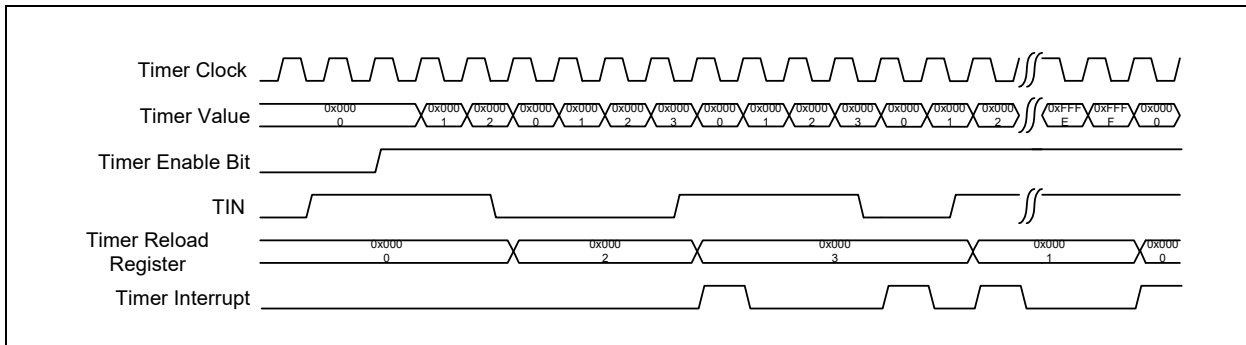 Timer Clock
Timer Value
0x000 0x000 0x000 0x000 0x000 0x000 0x000 0x000 0x000 0x000 0x000 0x000 0x000 0x000 0xFFF 0xFFF 0x000
0 1 2 0 1 2 3 0 1 2 3 0 1 2 E F 0
Timer Enable Bit
TIN
Timer Reload
Register
0x000 0x000 0x000 0x000 0x000
0 2 3 1 0
Timer Interrupt